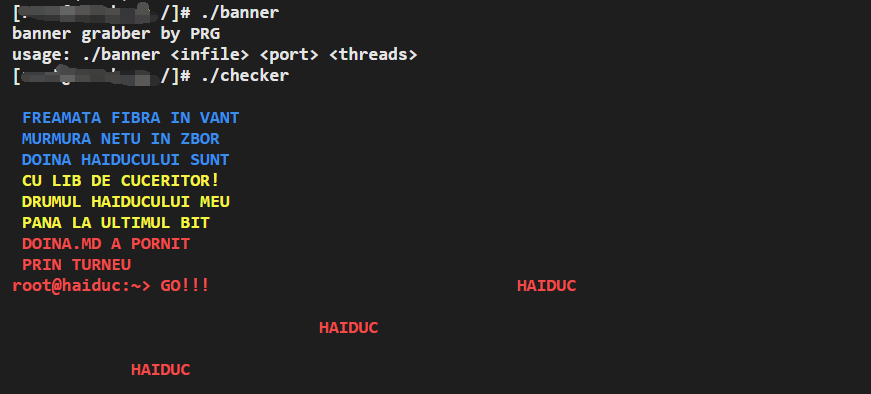 [ /]# ./banner
banner grabber by PRG
usage: ./banner <infile> <port> <threads>
[ /]# ./checker
FREAMATA FIBRA IN VANT
MURMURA NETU IN ZBOR
DOINA HAIDUCULUI SUNT
CU LIB DE CUCERITOR!
DRUMUL HAIDUCULUI MEU
PANA LA ULTIMUL BIT
DOINA.MD A PORNIT
PRIN TURNEU
root@haiduc:~> GO!!! HAIDUC
HAIDUC
HAIDUC